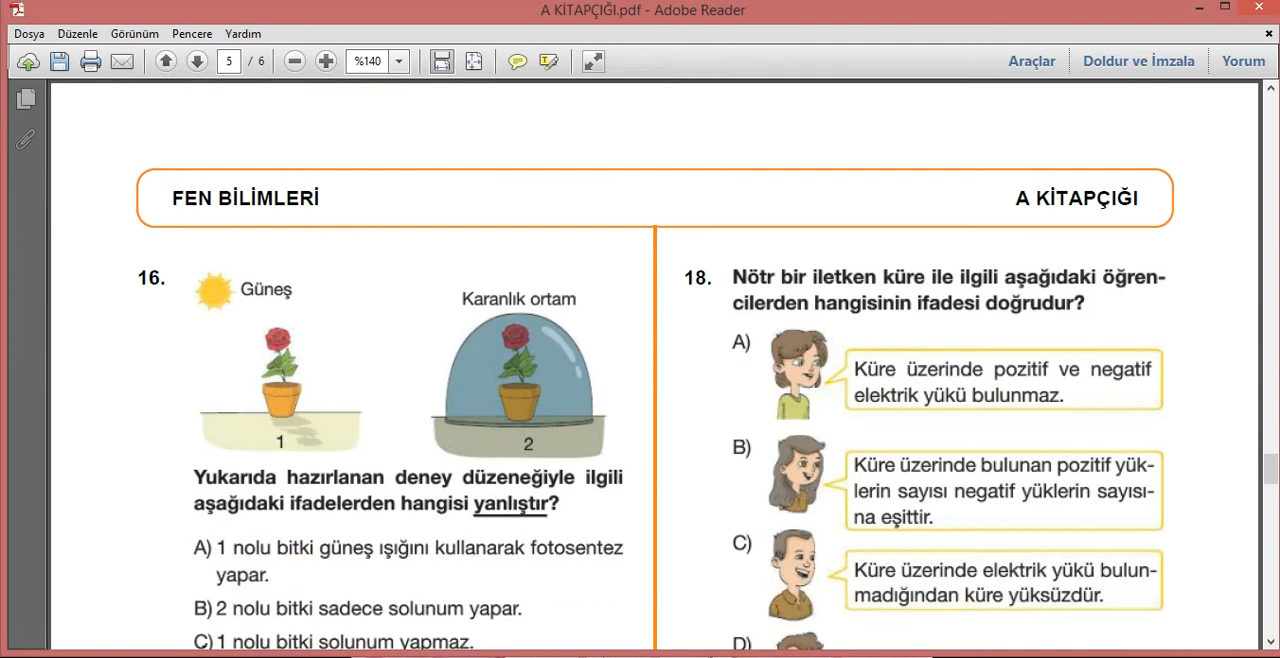 A KİTAPÇIĞI.pdf - Adobe Reader
Dosya Düzenle Görünüm Pencere Yardım
5 / 6 %140 Araçlar Doldur ve İmzala Yorum
FEN BİLİMLERİ A KİTAPÇIĞI
16.
Güneş
Karanlık ortam
1
2
Yukarıda hazırlanan deney düzeneğiyle ilgili
aşağıdaki ifadelerden hangisi yanlıştır?
A) 1 nolu bitki güneş ışığını kullanarak fotosentez
yapar.
B) 2 nolu bitki sadece solunum yapar.
C) 1 nolu bitki solunum yapmaz.
18. Nötr bir iletken küre ile ilgili aşağıdaki öğren-
cilerden hangisinin ifadesi doğrudur?
A)
Küre üzerinde pozitif ve negatif
elektrik yükü bulunmaz.
B)
Küre üzerinde bulunan pozitif yük-
lerin sayısı negatif yüklerin sayısı-
na eşittir.
C)
Küre üzerinde elektrik yükü bulun-
madığından küre yüksüzdür.
D)